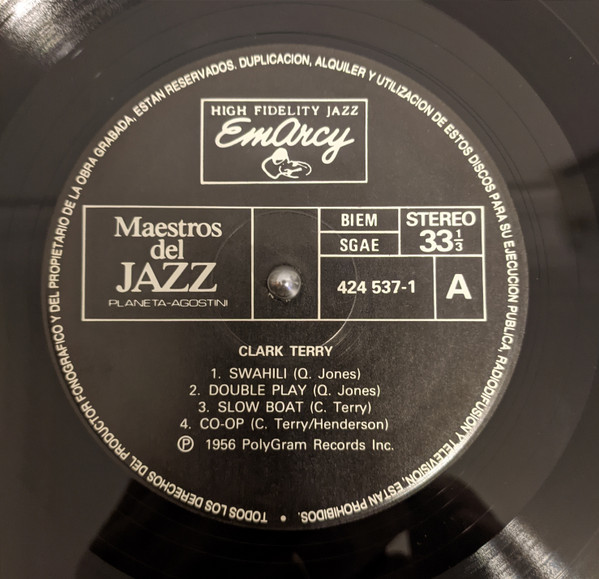 TODOS LOS DERECHOS DEL PRODUCTOR FONOGRAFICO Y DEL PROPIETARIO DE LA OBRA GRABADA, ESTAN RESERVADOS. DUPLICACION, ALQUILER Y UTILIZACION DE ESTOS DISCOS PARA SU EJECUCION PUBLICA, RADIODIFUSION Y TELEVISION, ESTAN PROHIBIDOS. •
HIGH FIDELITY JAZZ
EmArcy
Maestros
del
JAZZ
PLANETA-AGOSTINI
BIEM
SGAE
STEREO
33 1/3
424 537-1
A
CLARK TERRY
1. SWAHILI (Q. Jones)
2. DOUBLE PLAY (Q. Jones)
3. SLOW BOAT (C. Terry)
4. CO-OP (C. Terry/Henderson)
Ⓟ 1956 PolyGram Records Inc.